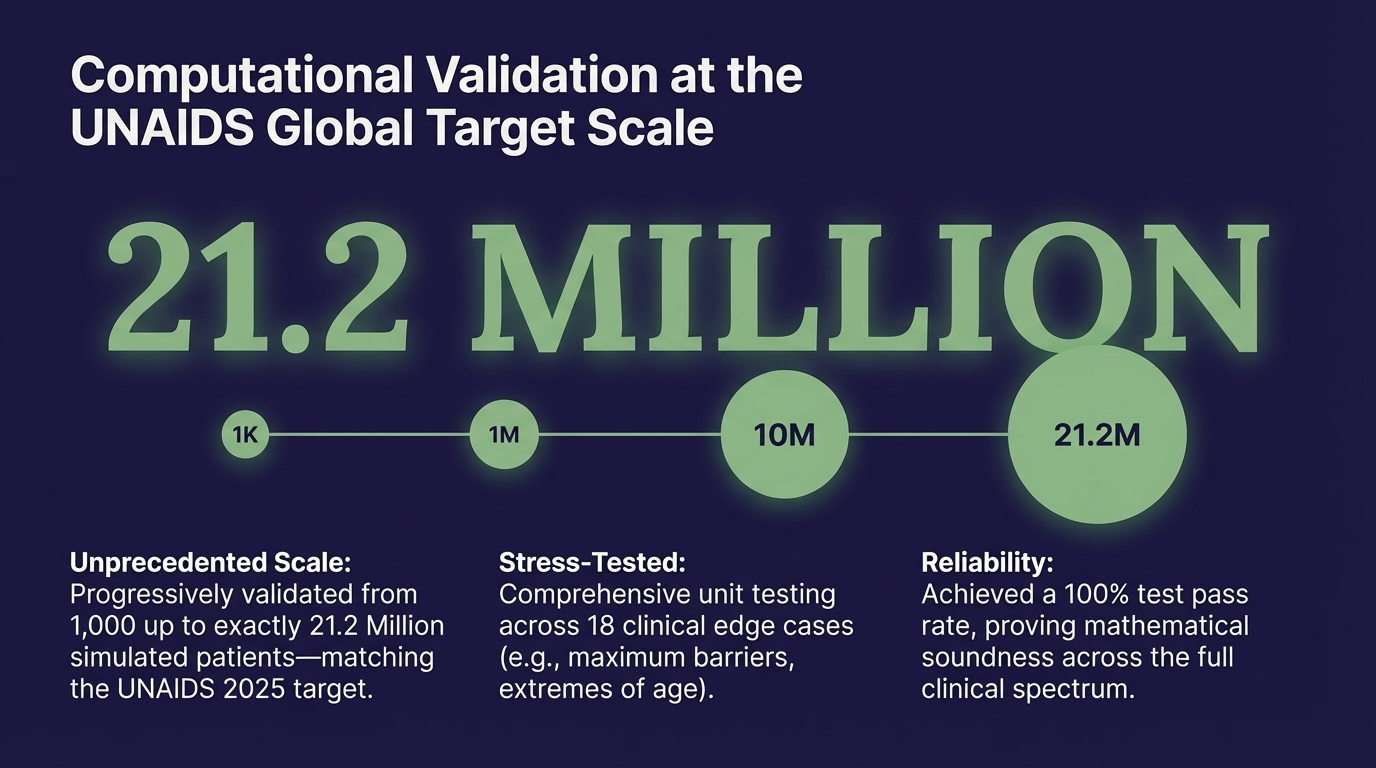 Computational Validation at the
UNAIDS Global Target Scale
21.2 MILLION
1K
1M
10M
21.2M
Unprecedented Scale:
Progressively validated from
1,000 up to exactly 21.2 Million
simulated patients—matching
the UNAIDS 2025 target.
Stress-Tested:
Comprehensive unit testing
across 18 clinical edge cases
(e.g., maximum barriers,
extremes of age).
Reliability:
Achieved a 100% test pass
rate, proving mathematical
soundness across the full
clinical spectrum.